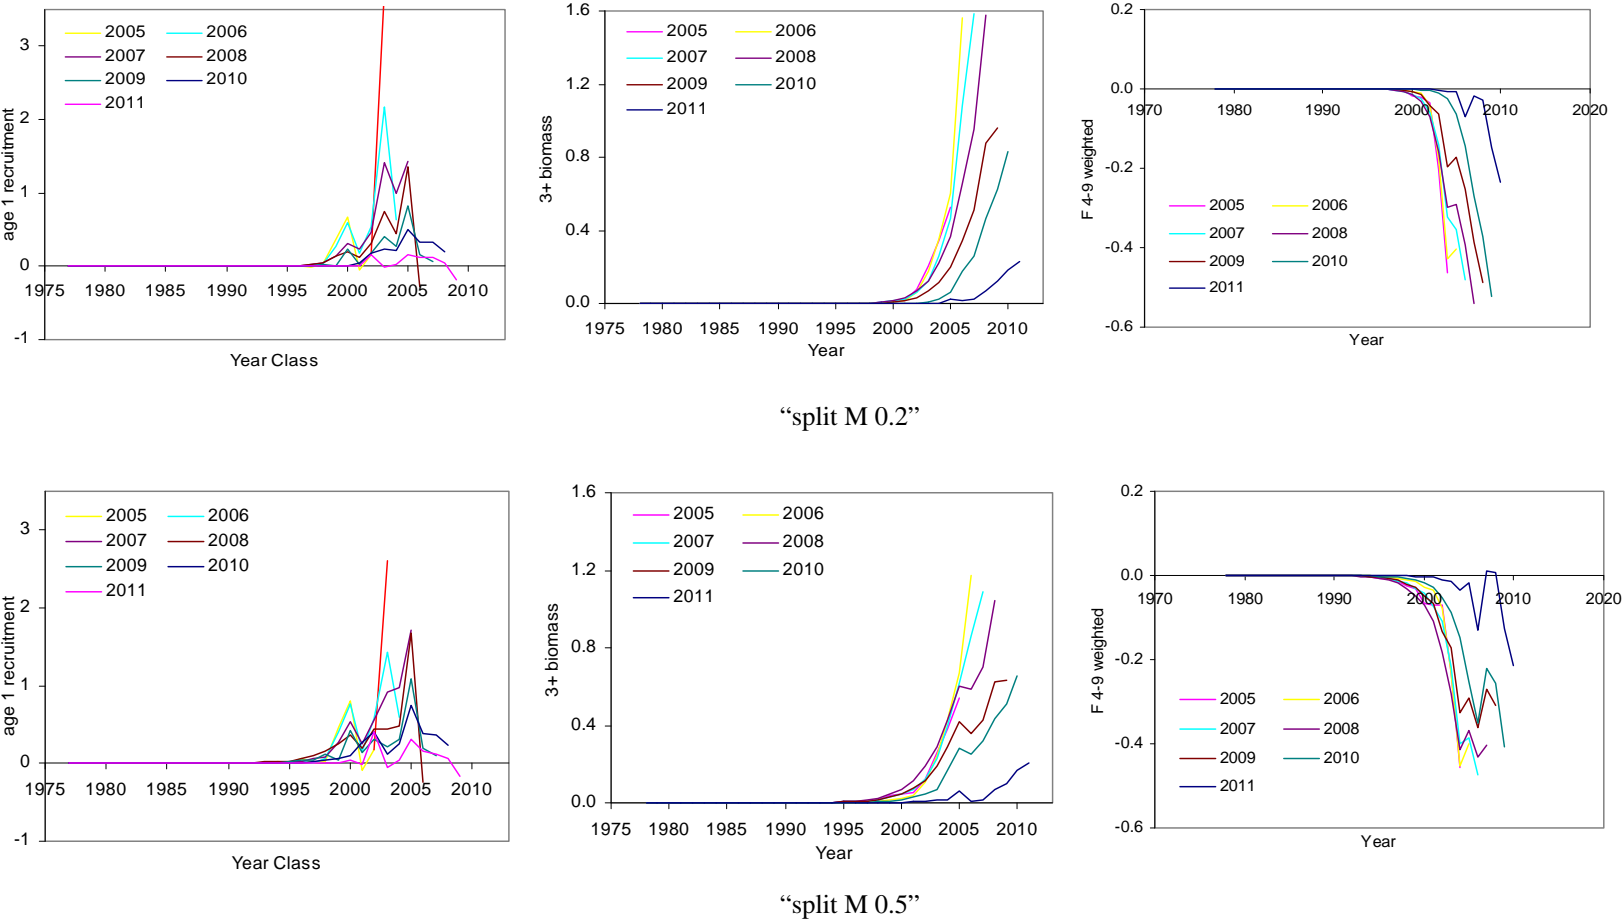 3
2
1
0
-1
age 1 recruitment
2005 2006
2007 2008
2009 2010
2011
1975 1980 1985 1990 1995 2000 2005 2010
Year Class
1.6
1.2
0.8
0.4
0.0
3+ biomass
2005 2006
2007 2008
2009 2010
2011
1975 1980 1985 1990 1995 2000 2005 2010
Year
0.2
0.0
-0.2
-0.4
-0.6
F 4-9 weighted
1970 1980 1990 2000 2010 2020
2005 2006
2007 2008
2009 2010
2011
Year
“split M 0.2”
3
2
1
0
-1
age 1 recruitment
2005 2006
2007 2008
2009 2010
2011
1975 1980 1985 1990 1995 2000 2005 2010
Year Class
1.6
1.2
0.8
0.4
0.0
3+ biomass
2005 2006
2007 2008
2009 2010
2011
1975 1980 1985 1990 1995 2000 2005 2010
Year
0.2
0.0
-0.2
-0.4
-0.6
F 4-9 weighted
1970 1980 1990 2000 2010 2020
2005 2006
2007 2008
2009 2010
2011
Year
“split M 0.5”